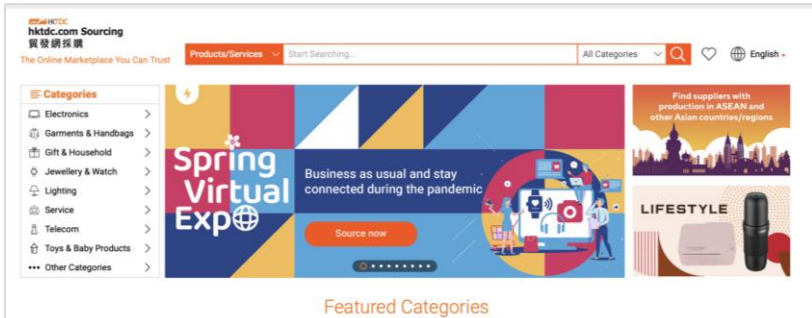 HKTDC
hktdc.com Sourcing
貿發網採購
The Online Marketplace You Can Trust
Products/Services
Start Searching...
All Categories
English
Categories
Electronics
Garments & Handbags
Gift & Household
Jewellery & Watch
Lighting
Service
Telecom
Toys & Baby Products
Other Categories
Spring
Virtual
Expo
Business as usual and stay
connected during the pandemic
Source now
Find suppliers with
production in ASEAN and
other Asian countries/regions
LIFESTYLE
Featured Categories